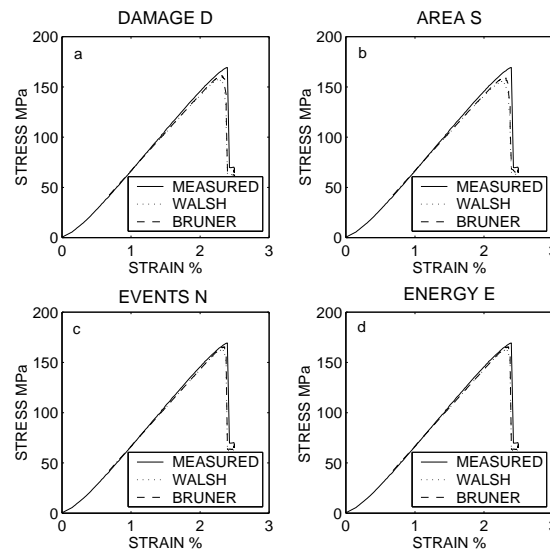 DAMAGE D
AREA S
200
150
100
50
0
STRESS MPa
a
MEASURED
WALSH
BRUNER
0 1 2 3
STRAIN %
200
150
100
50
0
STRESS MPa
b
MEASURED
WALSH
BRUNER
0 1 2 3
STRAIN %
EVENTS N
ENERGY E
200
150
100
50
0
STRESS MPa
c
MEASURED
WALSH
BRUNER
0 1 2 3
STRAIN %
200
150
100
50
0
STRESS MPa
d
MEASURED
WALSH
BRUNER
0 1 2 3
STRAIN %